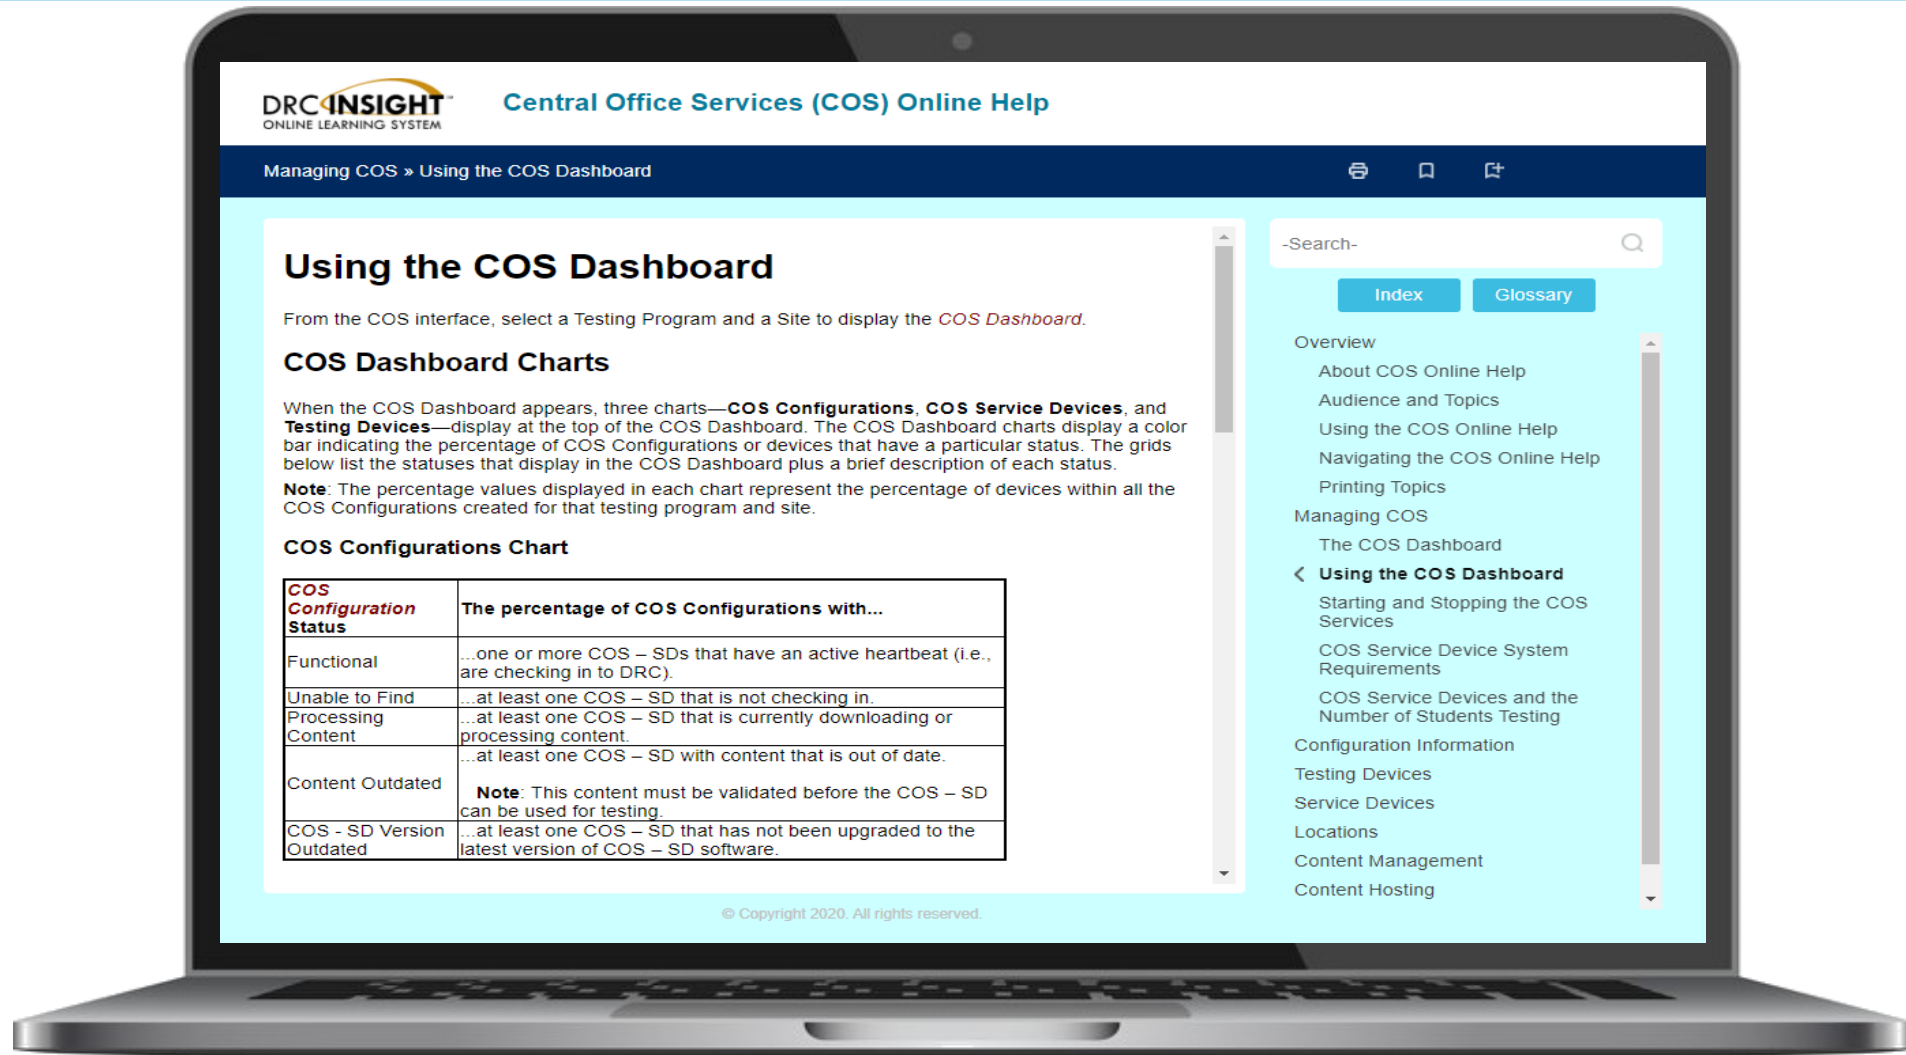 DRC INSIGHT™
ONLINE LEARNING SYSTEM
Central Office Services (COS) Online Help
Managing COS » Using the COS Dashboard
Using the COS Dashboard
From the COS interface, select a Testing Program and a Site to display the COS Dashboard.
COS Dashboard Charts
When the COS Dashboard appears, three charts—COS Configurations, COS Service Devices, and
Testing Devices—display at the top of the COS Dashboard. The COS Dashboard charts display a color
bar indicating the percentage of COS Configurations or devices that have a particular status. The grids
below list the statuses that display in the COS Dashboard plus a brief description of each status.
Note: The percentage values displayed in each chart represent the percentage of devices within all the
COS Configurations created for that testing program and site.
COS Configurations Chart
COS
Configuration
Status
The percentage of COS Configurations with...
Functional
...one or more COS – SDs that have an active heartbeat (i.e.,
are checking in to DRC).
Unable to Find
...at least one COS – SD that is not checking in.
Processing
Content
...at least one COS – SD that is currently downloading or
processing content.
Content Outdated
...at least one COS – SD with content that is out of date.
Note: This content must be validated before the COS – SD
can be used for testing.
COS - SD Version
Outdated
...at least one COS – SD that has not been upgraded to the
latest version of COS – SD software.
-Search-
Index
Glossary
Overview
About COS Online Help
Audience and Topics
Using the COS Online Help
Navigating the COS Online Help
Printing Topics
Managing COS
The COS Dashboard
Using the COS Dashboard
Starting and Stopping the COS
Services
COS Service Device System
Requirements
COS Service Devices and the
Number of Students Testing
Configuration Information
Testing Devices
Service Devices
Locations
Content Management
Content Hosting
© Copyright 2020. All rights reserved.